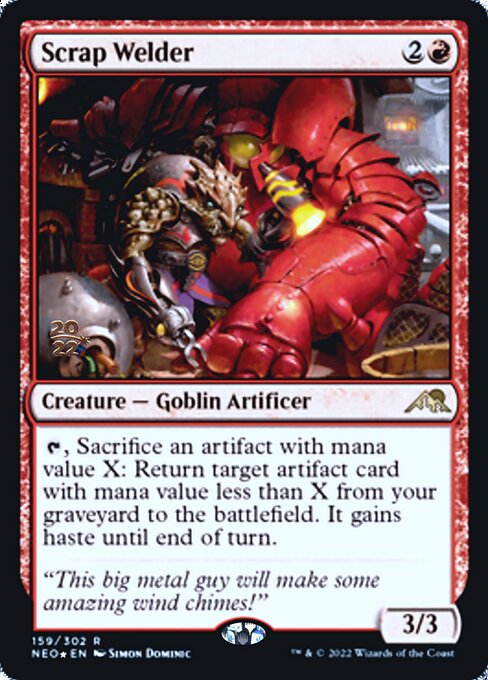 Scrap Welder 2
20
22
Creature — Goblin Artificer
, Sacrifice an artifact with mana
value X: Return target artifact card
with mana value less than X from your
graveyard to the battlefield. It gains
haste until end of turn.
“This big metal guy will make some
amazing wind chimes!”
3/3
159/302 R
NEO★EN SIMON DOMINIC
™ & © 2022 Wizards of the Coast